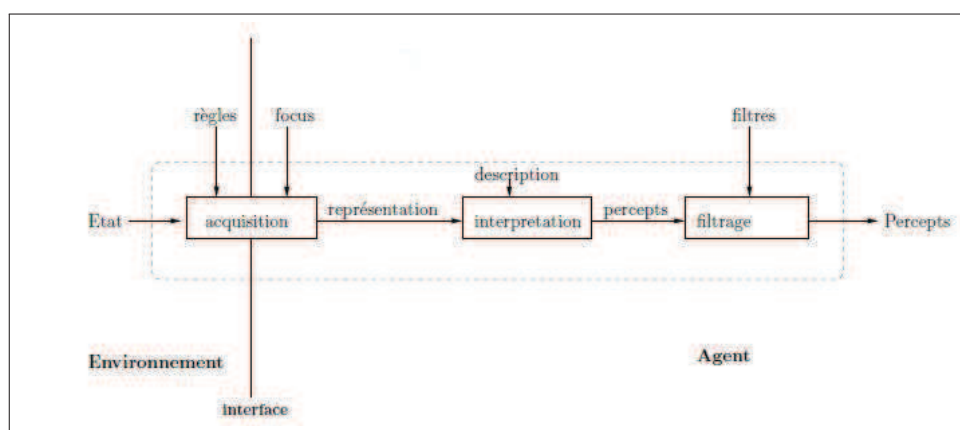 règles focus filtres
description
Etat acquisition représentation interpretation percepts filtrage Percepts
Environnement Agent
interface